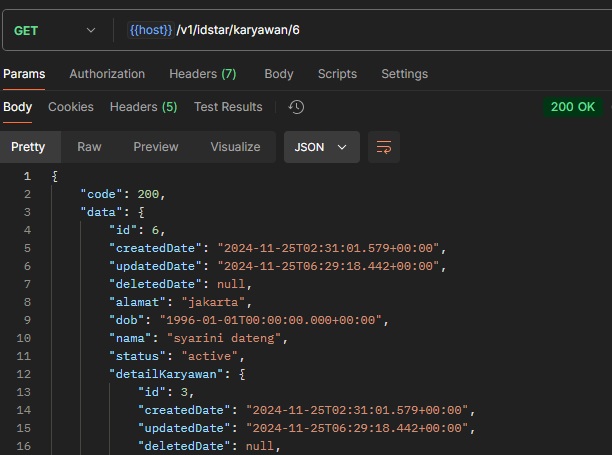 GET {{host}}/v1/idstar/karyawan/6
Params Authorization Headers (7) Body Scripts Settings
Body Cookies Headers (5) Test Results 200 OK
Pretty Raw Preview Visualize JSON
1 {
2 "code": 200,
3 "data": {
4 "id": 6,
5 "createdDate": "2024-11-25T02:31:01.579+00:00",
6 "updatedDate": "2024-11-25T06:29:18.442+00:00",
7 "deletedDate": null,
8 "alamat": "jakarta",
9 "dob": "1996-01-01T00:00:00.000+00:00",
10 "nama": "syarini dateng",
11 "status": "active",
12 "detailKaryawan": {
13 "id": 3,
14 "createdDate": "2024-11-25T02:31:01.579+00:00",
15 "updatedDate": "2024-11-25T06:29:18.442+00:00",
16 "deletedDate": null,